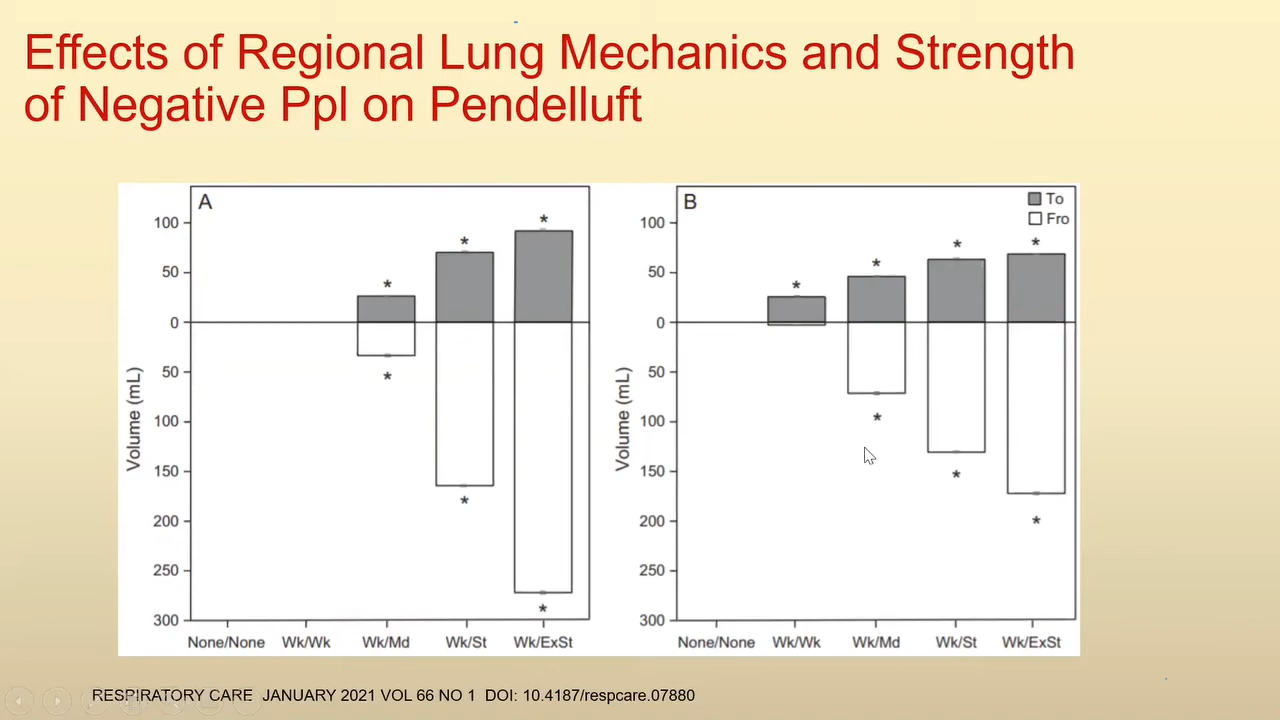 Effects of Regional Lung Mechanics and Strength
of Negative Ppl on Pendelluft
A
100
50
0
50
100
150
200
250
300
Volume (mL)
* * *
* * *
None/None Wk/Wk Wk/Md Wk/St Wk/ExSt
B
To
Fro
100
50
0
50
100
150
200
250
300
Volume (mL)
* * * *
* * *
None/None Wk/Wk Wk/Md Wk/St Wk/ExSt
RESPIRATORY CARE JANUARY 2021 VOL 66 NO 1 DOI: 10.4187/respcare.07880